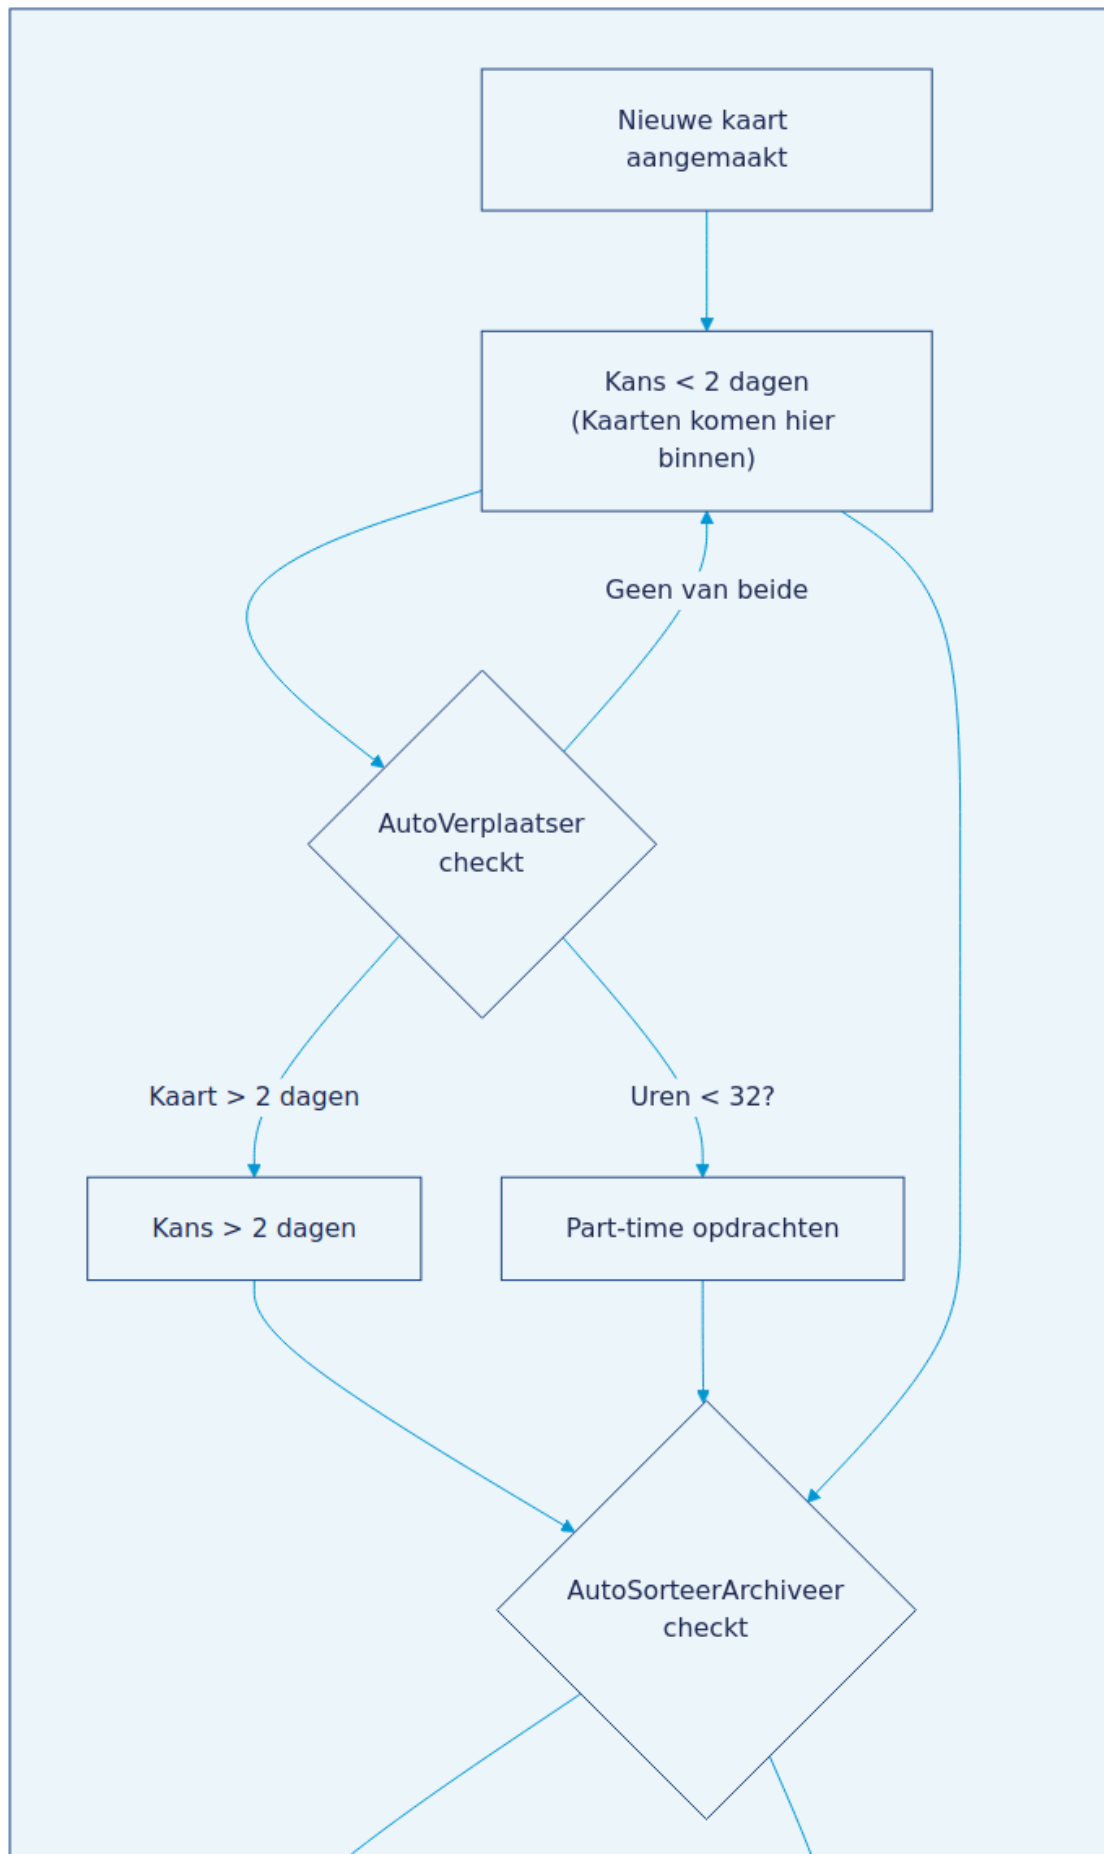 Nieuwe kaart
aangemaakt
Kans < 2 dagen
(Kaarten komen hier
binnen)
Geen van beide
AutoVerplaatser
checkt
Kaart > 2 dagen
Uren < 32?
Kans > 2 dagen
Part-time opdrachten
AutoSorteerArchiveer
checkt